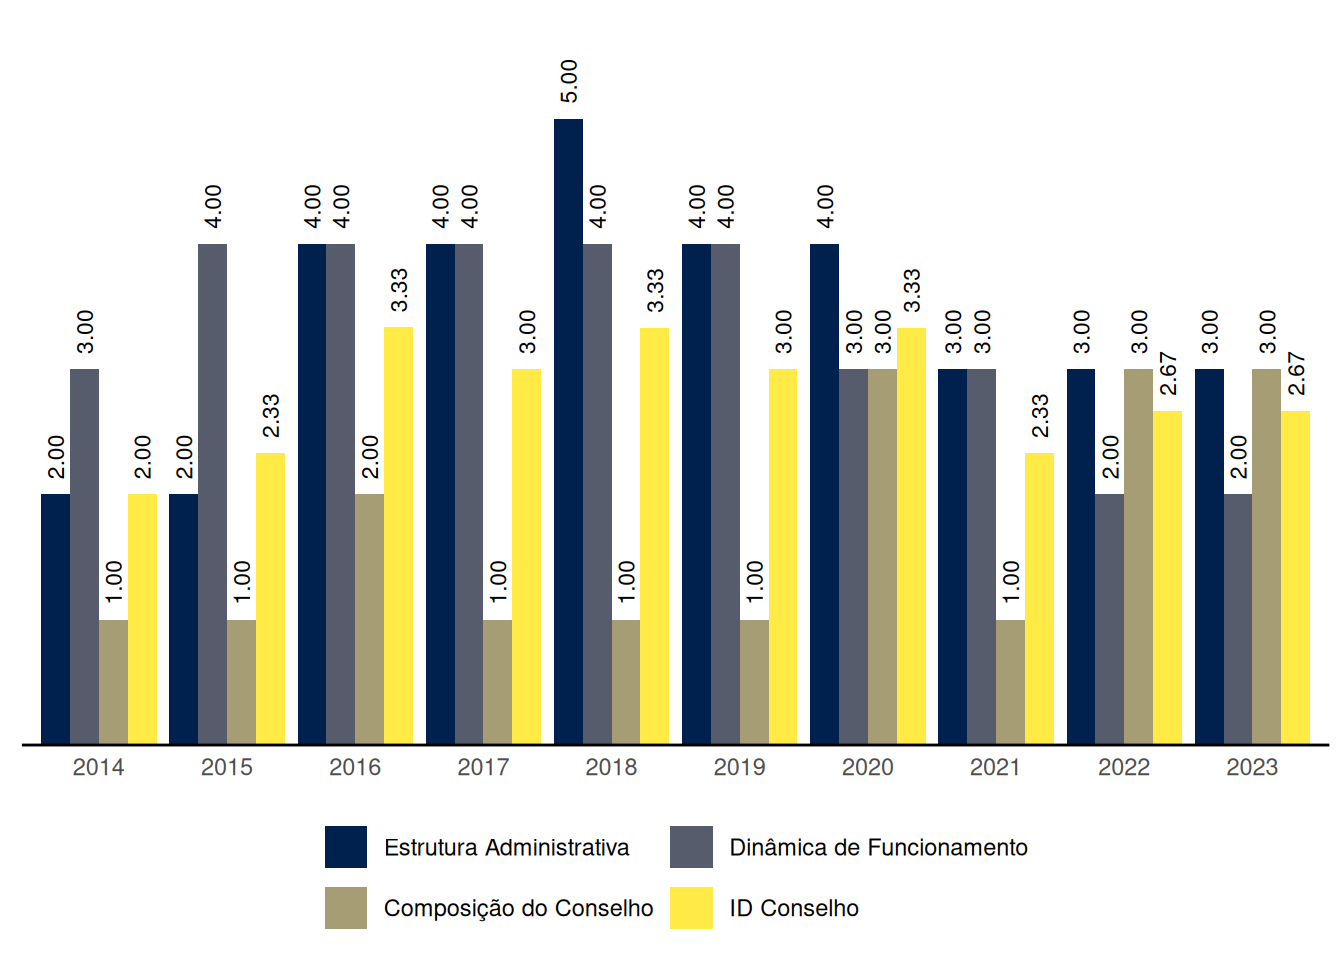 5.00
4.00 4.00 4.00 4.00 4.00 4.00 4.00 4.00 4.00
3.00 3.33 3.00 3.33 3.00 3.00 3.00 3.33 3.00 3.00 3.00 3.00 3.00 3.00
2.67 2.67
2.00 2.00 2.00 2.33 2.00 2.33 2.00 2.00
1.00 1.00 1.00 1.00 1.00 1.00
2014 2015 2016 2017 2018 2019 2020 2021 2022 2023
Estrutura Administrativa Dinâmica de Funcionamento
Composição do Conselho ID Conselho